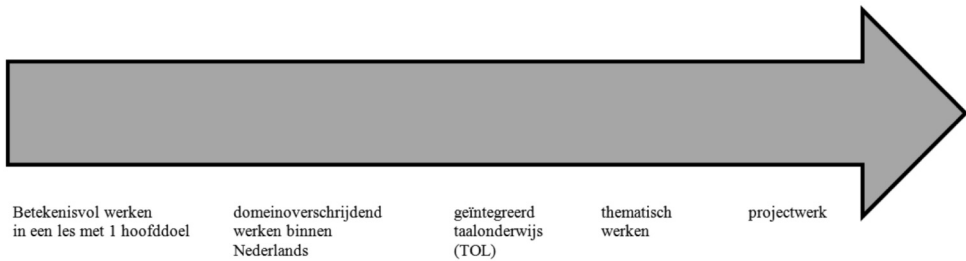 Betekenisvol werken
in een les met 1 hoofddoel
domeinoverschrijdend
werken binnen
Nederlands
geïntegreerd
taalonderwijs
(TOL)
thematisch
werken
projectwerk